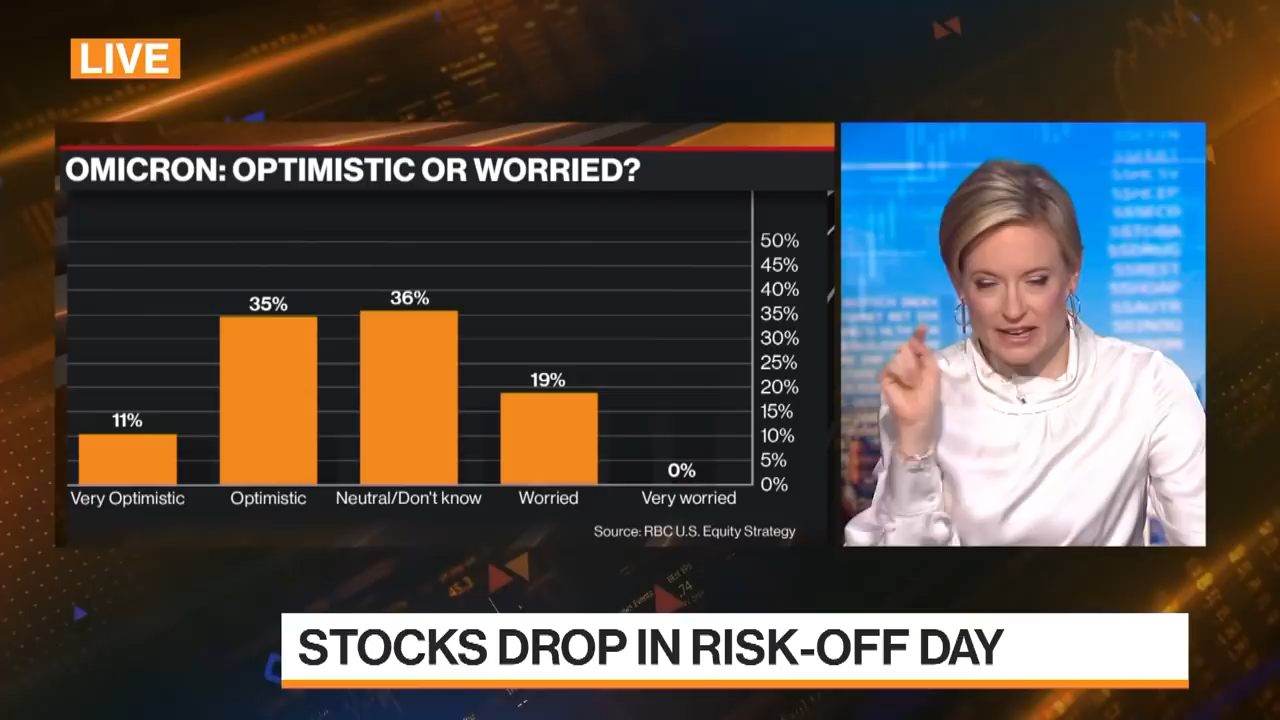 LIVE
OMICRON: OPTIMISTIC OR WORRIED?
50%
45%
40%
35%
30%
25%
20%
15%
10%
5%
0%
11%
35%
36%
19%
0%
Very Optimistic
Optimistic
Neutral/Don't know
Worried
Very worried
Source: RBC U.S. Equity Strategy
STOCKS DROP IN RISK-OFF DAY